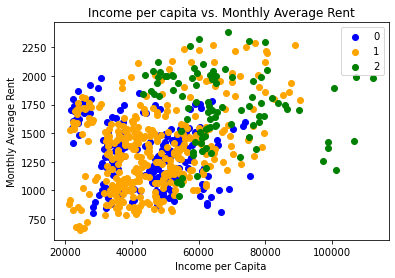 Income per capita vs. Monthly Average Rent
0
1
2
2250
2000
1750
1500
1250
1000
750
Monthly Average Rent
20000 40000 60000 80000 100000
Income per Capita